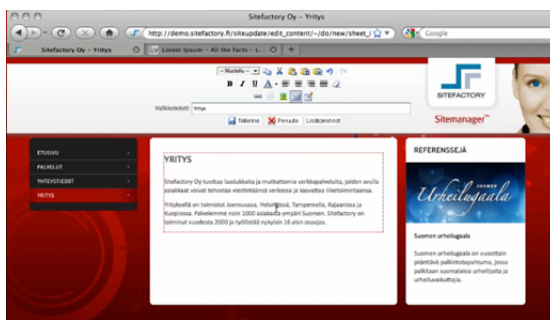 Sitefactory Oy – Yritys
http://demo.sitefactory.fi/siteupdate/edit_content/~/do/new/sheet_i
Google
Sitefactory Oy – Yritys
Lorem Ipsum – All the facts – L...
-- Muotoilu --
B I U A
Valikkoteksti Yritys
Tallenna Peruuta Lisätoiminnot
SITEFACTORY
Sitemanager™
ETUSIVU
PALVELUT
YHTEYSTIEDOT
YRITYS
YRITYS
Sitefactory Oy tuottaa laadukkaita ja mutkattomia verkkopalveluita, joiden avulla
asiakkaat voivat tehostaa viestintäänsä verkossa ja kasvattaa liiketoimintaansa.
Yrityksellä on toimistot Joensuussa, Helsingissä, Tampereella, Kajaanissa ja
Kuopiossa. Palvelemme noin 1000 asiakasta ympäri Suomen. Sitefactory on
toiminut vuodesta 2000 ja työllistää nykyisin 16 alan osaajaa.
REFERENSSEJÄ
SUOMEN
Urheilugaala
Suomen urheilugaala
Suomen urheilugaala on vuosittain
pidettävä palkintotapahtuma, jossa
palkitaan suomalaisia urheilijoita ja
urheiluvaikuttajia.